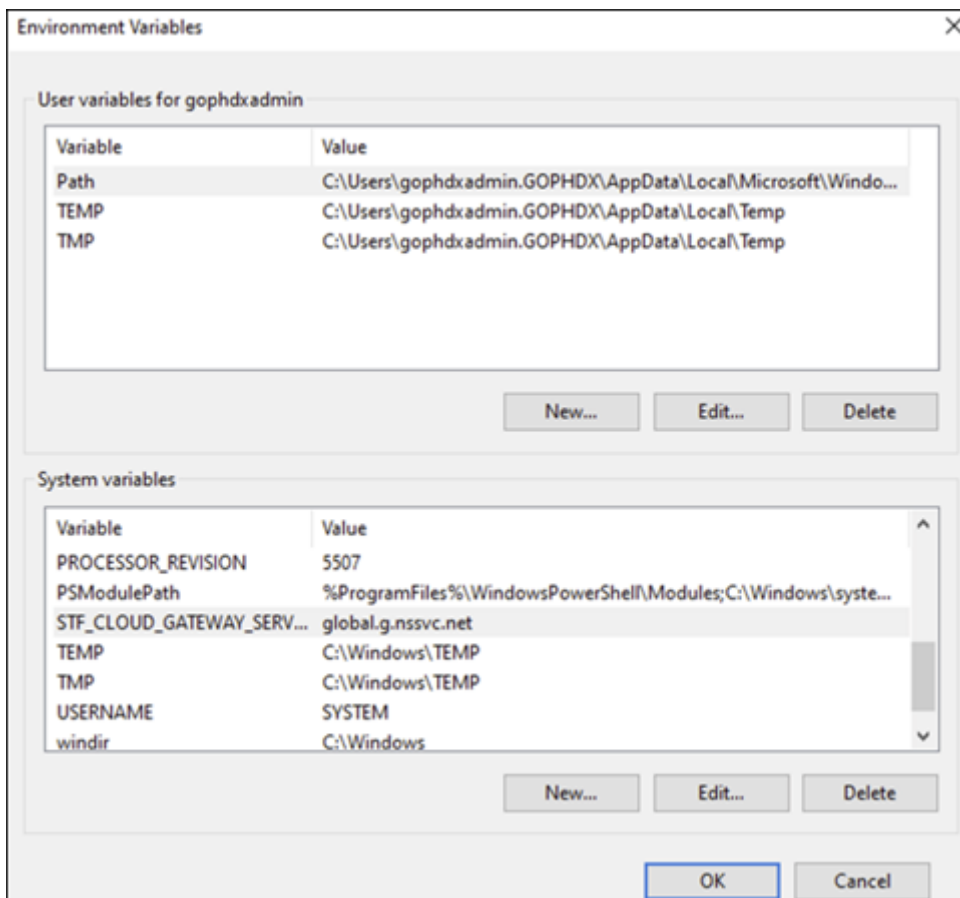 Environment Variables
User variables for gophdxadmin
Variable Value
Path C:\Users\gophdxadmin.GOPHDX\AppData\Local\Microsoft\Windo...
TEMP C:\Users\gophdxadmin.GOPHDX\AppData\Local\Temp
TMP C:\Users\gophdxadmin.GOPHDX\AppData\Local\Temp
New... Edit... Delete
System variables
Variable Value
PROCESSOR_REVISION 5507
PSModulePath %ProgramFiles%\WindowsPowerShell\Modules;C:\Windows\syste...
STF_CLOUD_GATEWAY_SERV... global.g.nssvc.net
TEMP C:\Windows\TEMP
TMP C:\Windows\TEMP
USERNAME SYSTEM
windir C:\Windows
New... Edit... Delete
OK Cancel